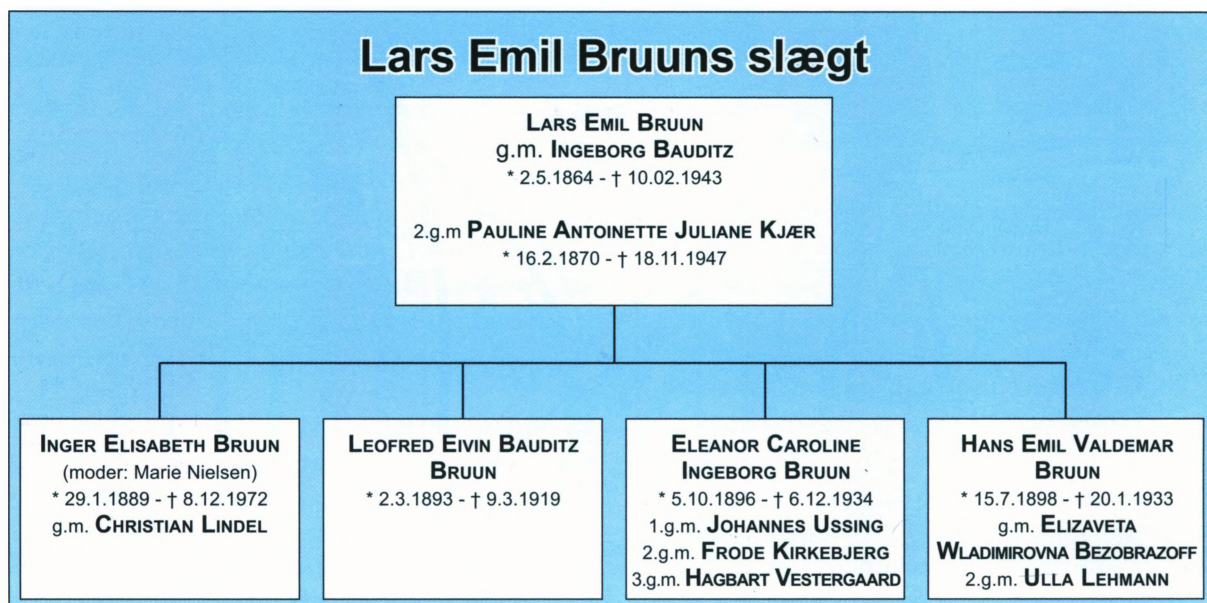 Lars Emil Bruuns slægt
LARS EMIL BRUUN
g.m. INGEBORG BAUDITZ
* 2.5.1864 - † 10.02.1943
2.g.m PAULINE ANTOINETTE JULIANE KJÆR
* 16.2.1870 - † 18.11.1947
INGER ELISABETH BRUUN
(moder: Marie Nielsen)
* 29.1.1889 - † 8.12.1972
g.m. CHRISTIAN LINDEL
LEOFRED EIVIN BAUDITZ
BRUUN
* 2.3.1893 - † 9.3.1919
ELEANOR CAROLINE
INGEBORG BRUUN
* 5.10.1896 - † 6.12.1934
1.g.m. JOHANNES USSING
2.g.m. FRODE KIRKEBJERG
3.g.m. HAGBART VESTERGAARD
HANS EMIL VALDEMAR
BRUUN
* 15.7.1898 - † 20.1.1933
g.m. ELIZAVETA
WLADIMIROVNA BEZOBRAZOFF
2.g.m. ULLA LEHMANN